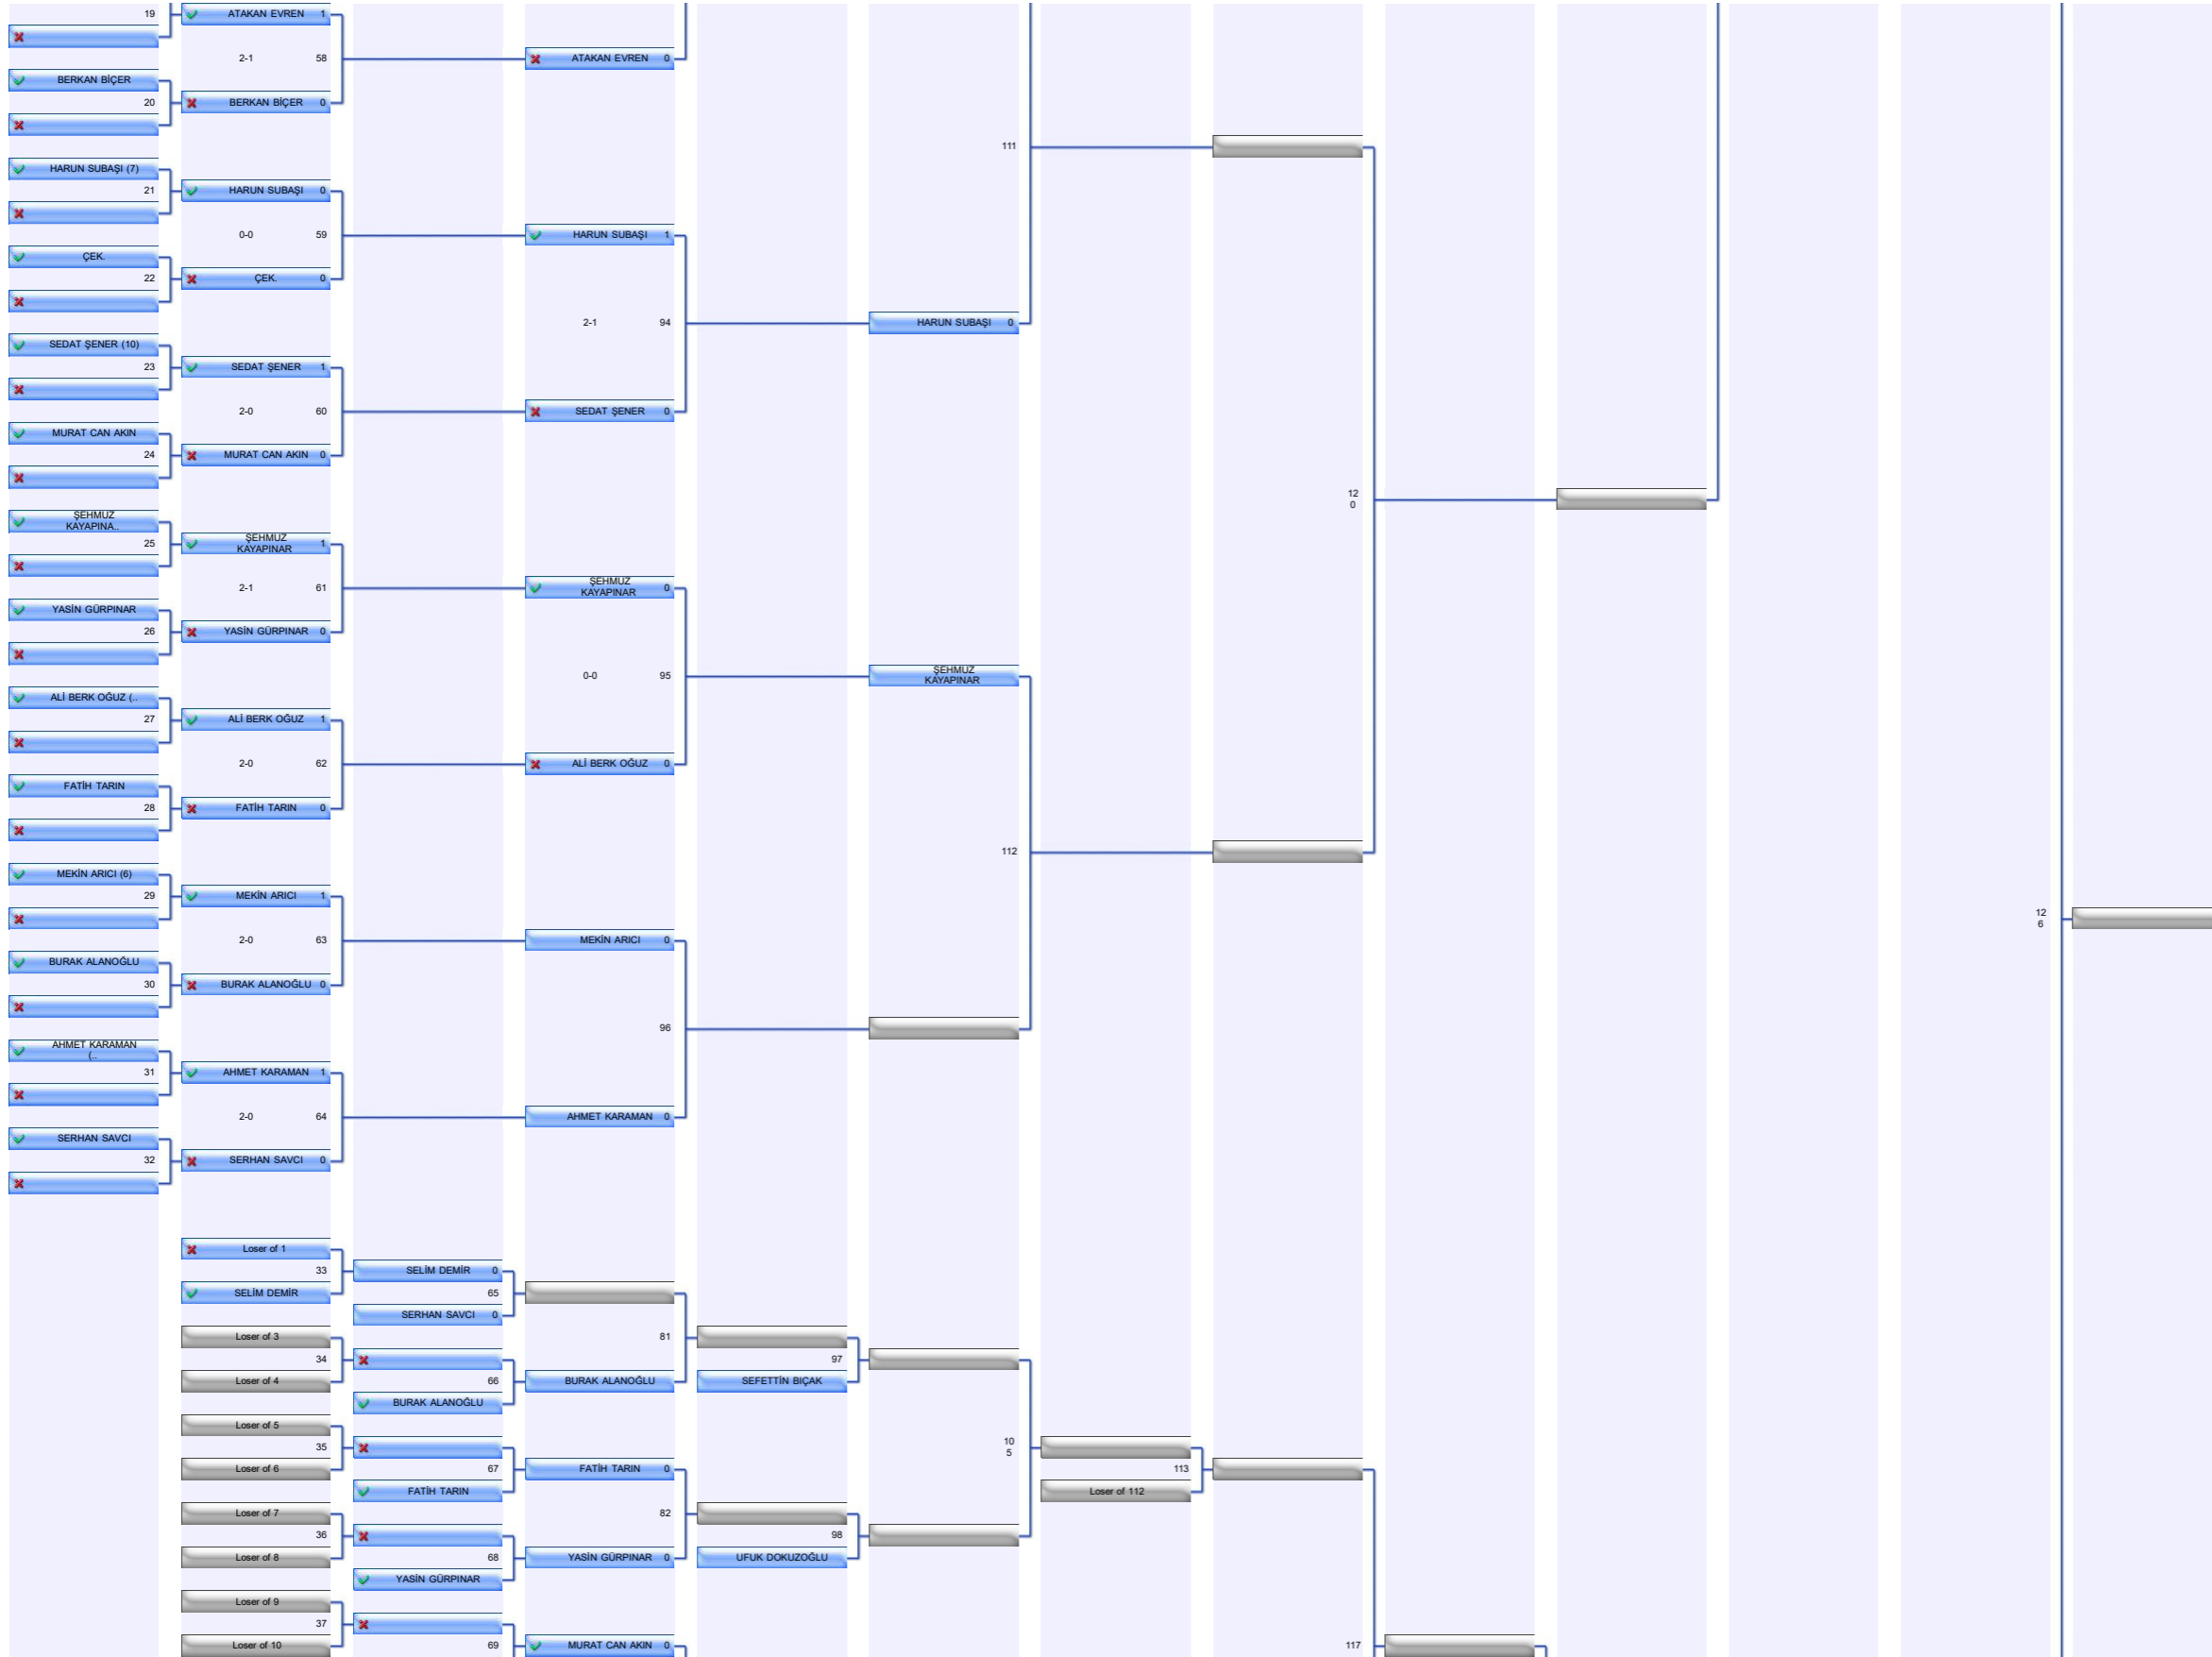 19
ATAKAN EVREN 1
2-1 58
ATAKAN EVREN 0
BERKAN BİÇER
20
BERKAN BİÇER 0
111
HARUN SUBAŞI (7)
21
HARUN SUBAŞI 0
0-0 59
HARUN SUBAŞI 1
ÇEK.
22
ÇEK. 0
2-1 94
HARUN SUBAŞI 0
SEDAT ŞENER (10)
23
SEDAT ŞENER 1
2-0 60
SEDAT ŞENER 0
MURAT CAN AKIN
24
MURAT CAN AKIN 0
12
0
ŞEHMUZ
KAYAPINA..
25
ŞEHMUZ
KAYAPINAR 1
2-1 61
ŞEHMUZ
KAYAPINAR 0
YASİN GÜRPINAR
26
YASİN GÜRPINAR 0
0-0 95
ŞEHMUZ
KAYAPINAR
ALİ BERK OĞUZ (..
27
ALİ BERK OĞUZ 1
2-0 62
ALİ BERK OĞUZ 0
FATİH TARIN
28
FATİH TARIN 0
112
MEKİN ARICI (6)
29
MEKİN ARICI 1
2-0 63
MEKİN ARICI 0
12
6
BURAK ALANOĞLU
30
BURAK ALANOĞLU 0
96
AHMET KARAMAN
(..
31
AHMET KARAMAN 1
2-0 64
AHMET KARAMAN 0
SERHAN SAVCI
32
SERHAN SAVCI 0
Loser of 1
33
SELİM DEMİR
SELİM DEMİR 0
65
SERHAN SAVCI 0
Loser of 3
34
Loser of 4
66
BURAK ALANOĞLU
BURAK ALANOĞLU
81
97
SEFETTİN BIÇAK
Loser of 5
35
Loser of 6
67
FATİH TARIN
FATİH TARIN 0
10
5
113
Loser of 112
Loser of 7
36
Loser of 8
68
YASİN GÜRPINAR
YASİN GÜRPINAR 0
82
98
UFUK DOKUZOĞLU
Loser of 9
37
Loser of 10
69
MURAT CAN AKIN 0
117